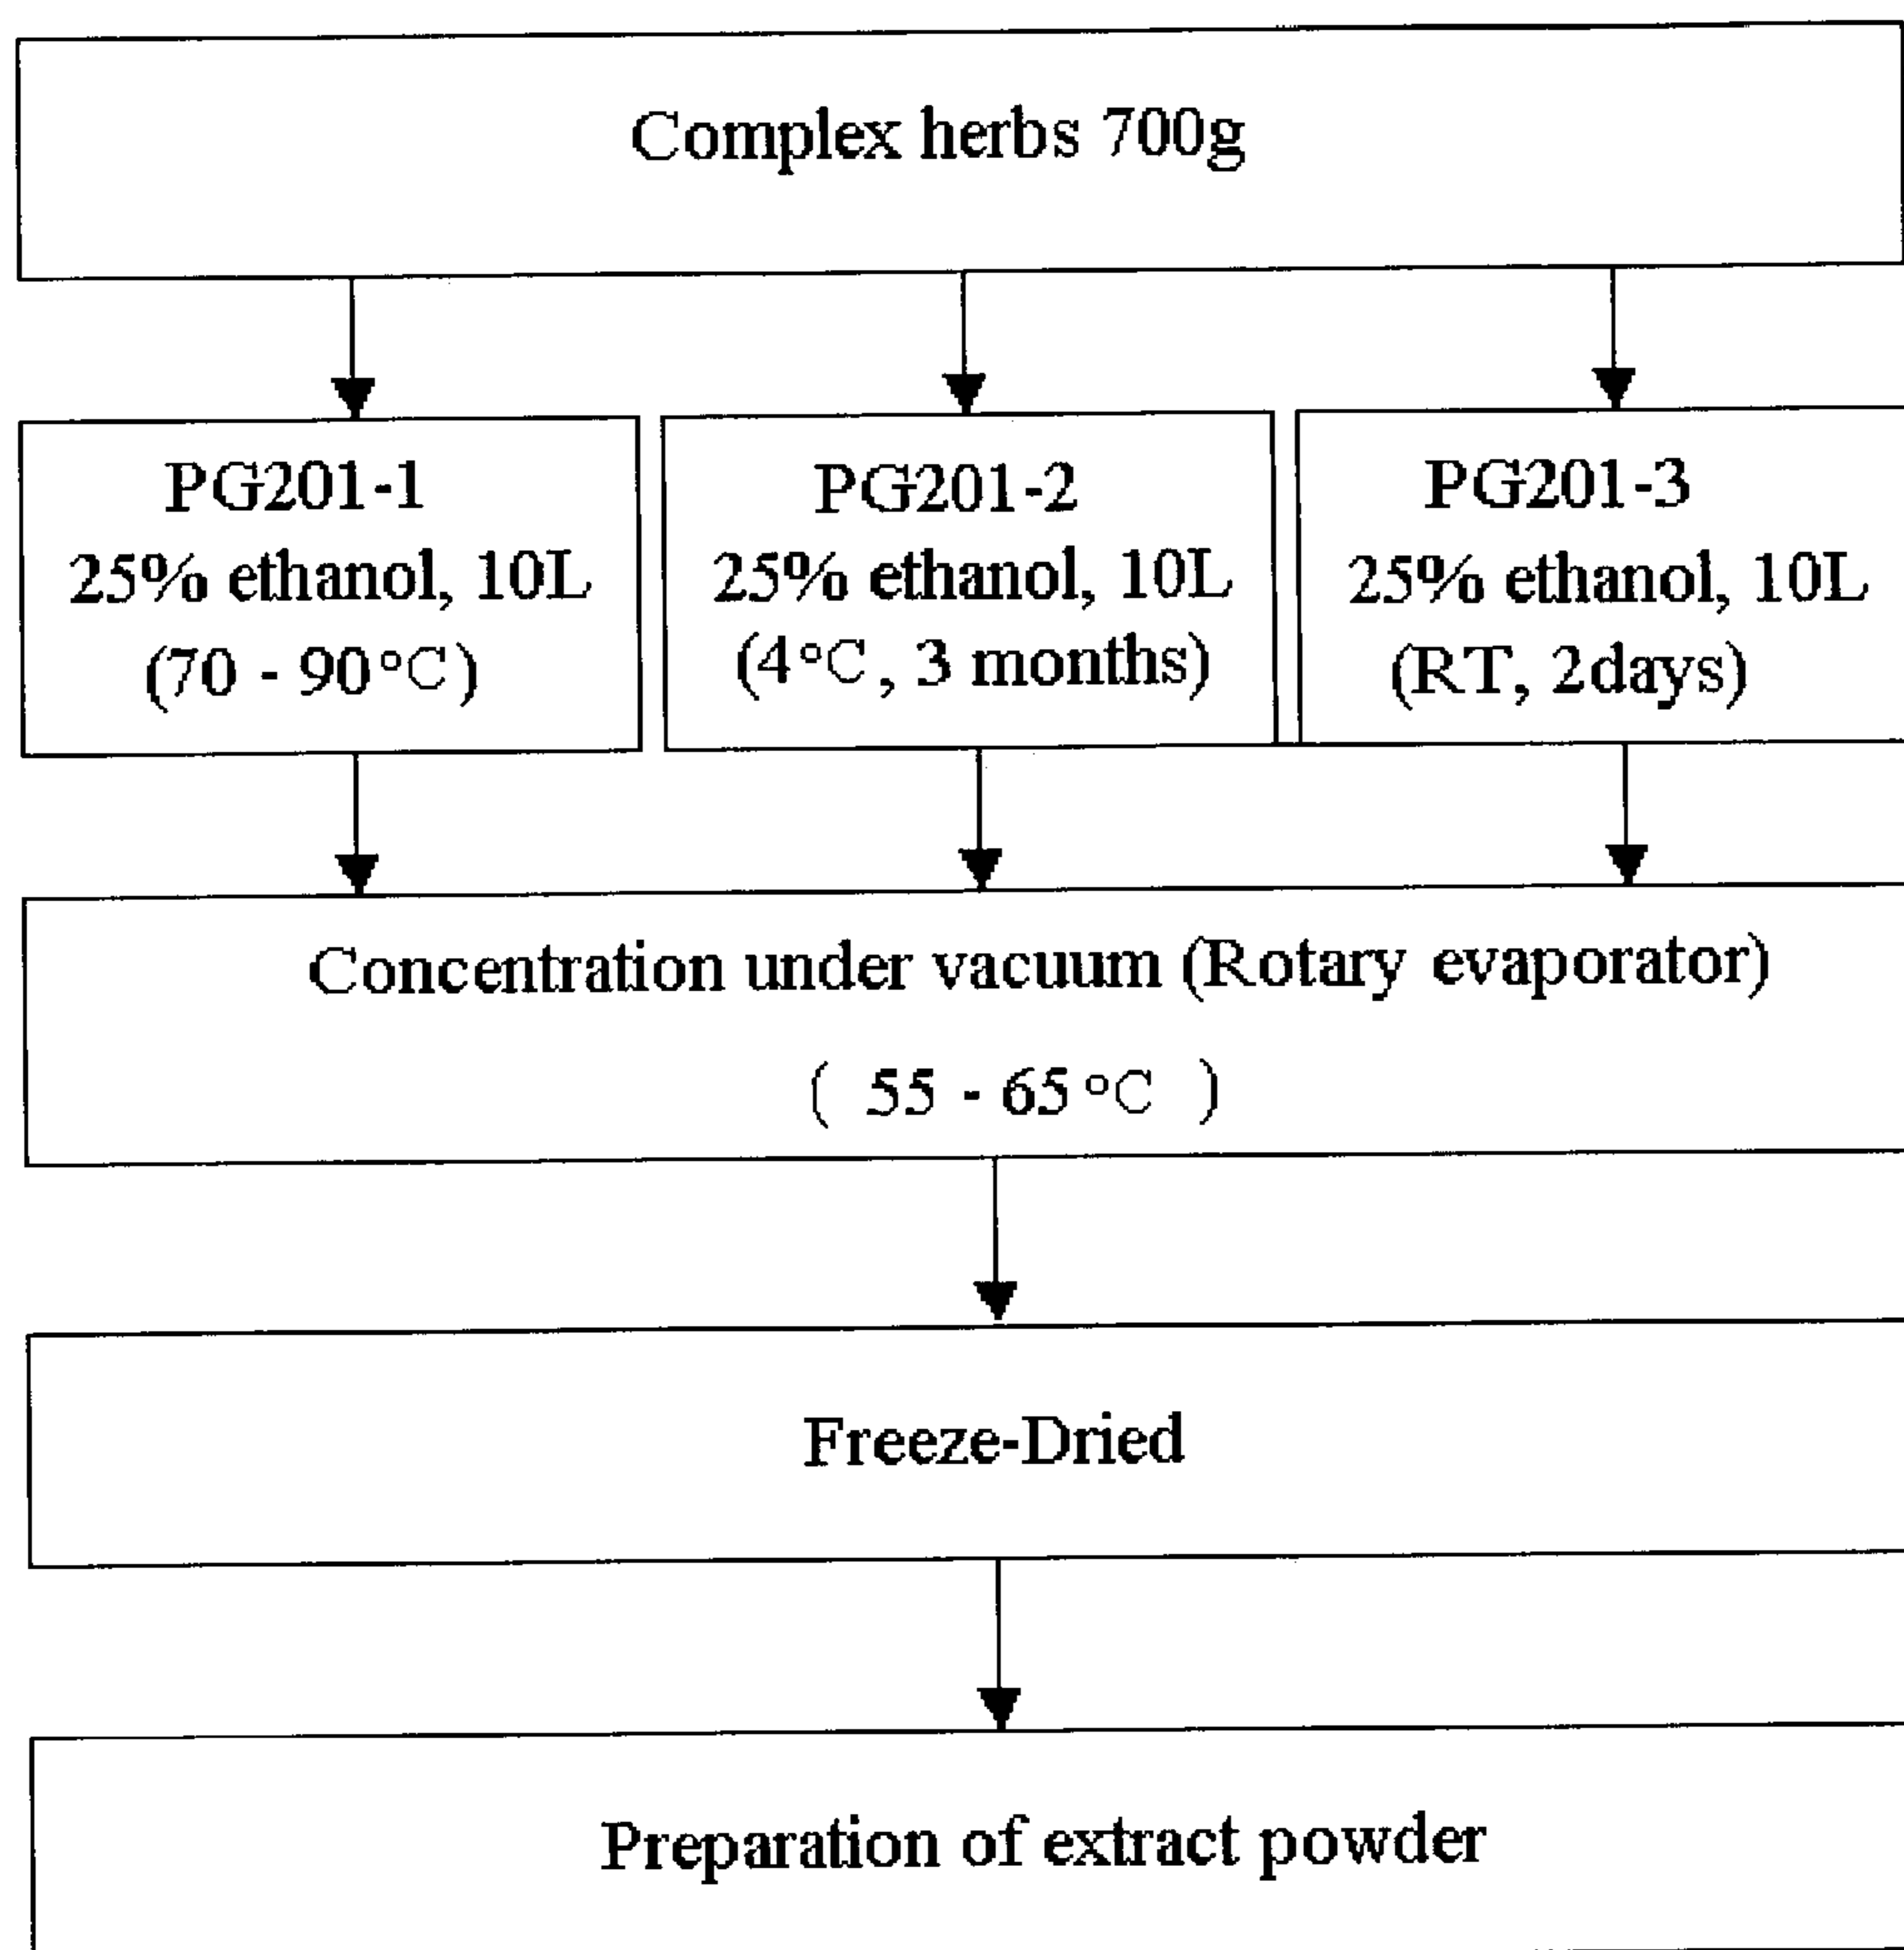 Complex herbs 700g
PG201-1
25% ethanol, 10L
(70 - 90°C)
PG201-2
25% ethanol, 10L
(4°C, 3 months)
PG201-3
25% ethanol, 10L
(RT, 2days)
Concentration under vacuum (Rotary evaporator)
( 55 - 65°C )
Freeze-Dried
Preparation of extract powder